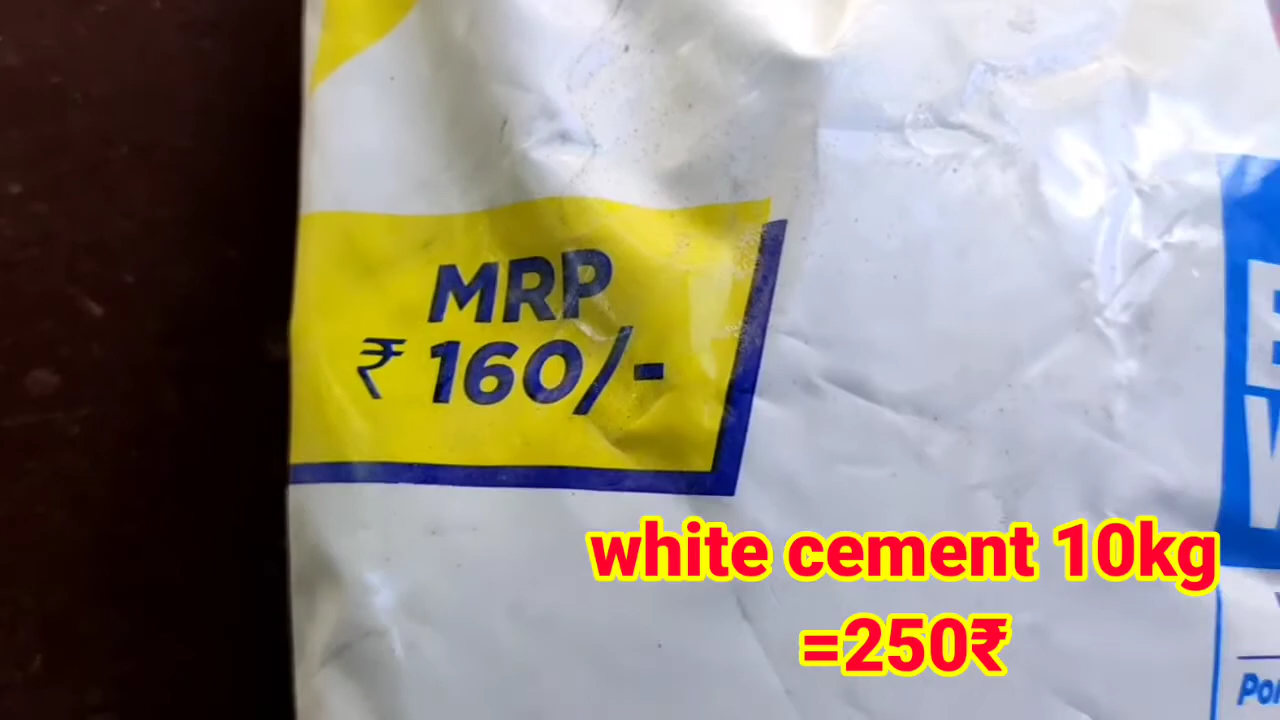 MRP
₹ 160/-
white cement 10kg
=250₹